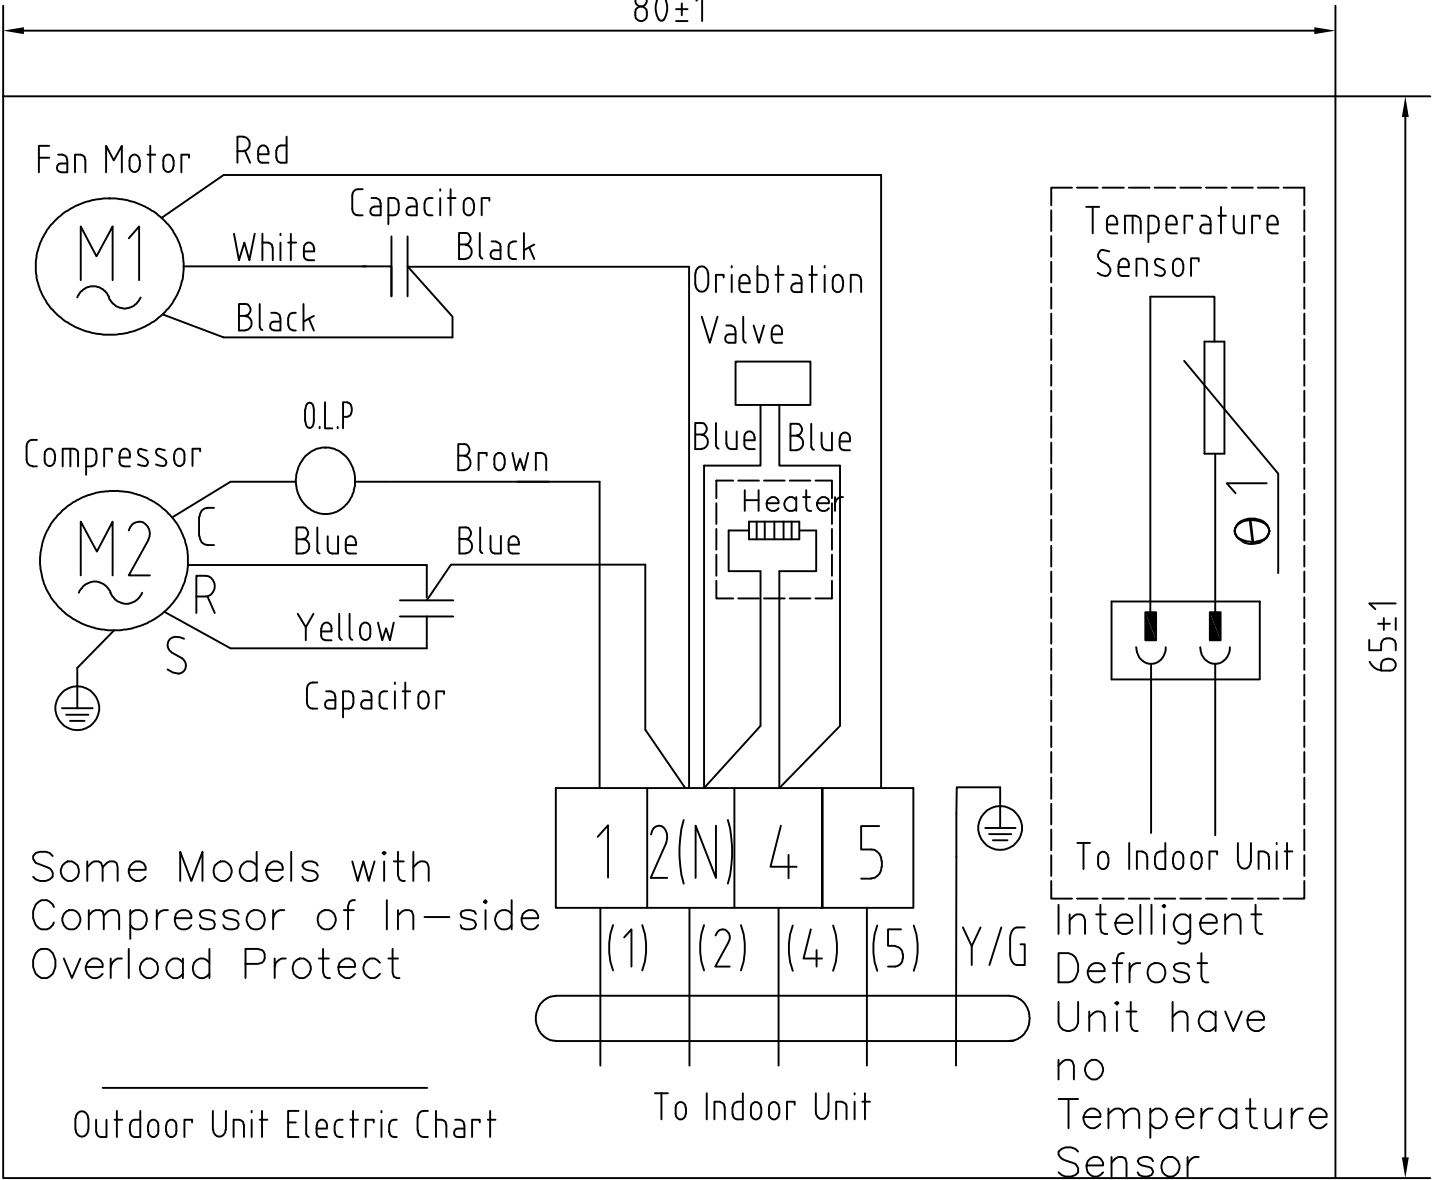 80±1
Fan Motor
Red
M1
White
Capacitor
Black
Black
Oriebtation
Valve
Blue
Blue
Heater
O.L.P
Compressor
Brown
M2
C
Blue
Blue
R
Yellow
S
Capacitor
Temperature
Sensor
θ 1
To Indoor Unit
65±1
1 2(N) 4 5
(1) (2) (4) (5) Y/G
Some Models with
Compressor of In-side
Overload Protect
To Indoor Unit
Outdoor Unit Electric Chart
Intelligent
Defrost
Unit have
no
Temperature
Sensor